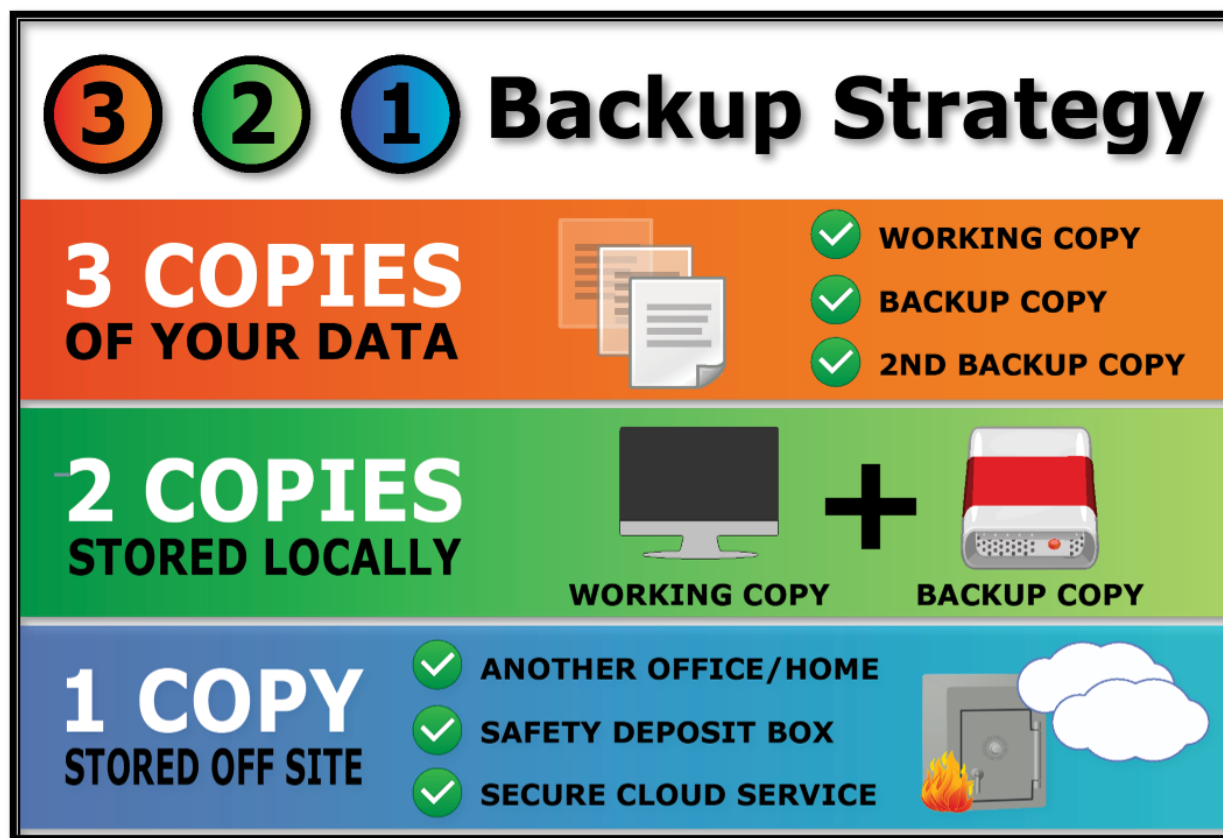 3 2 1 Backup Strategy
3 COPIES
OF YOUR DATA
WORKING COPY
BACKUP COPY
2ND BACKUP COPY
2 COPIES
STORED LOCALLY
WORKING COPY
+
BACKUP COPY
1 COPY
STORED OFF SITE
ANOTHER OFFICE/HOME
SAFETY DEPOSIT BOX
SECURE CLOUD SERVICE